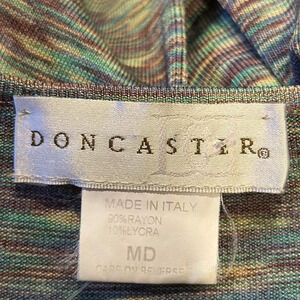 DONCASTER®
MADE IN ITALY
90%RAYON
10%LYCRA
MD
CARE ON REVERSE